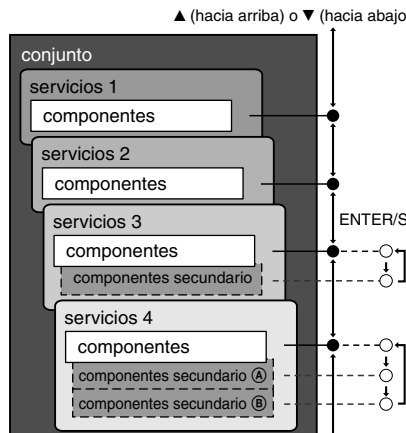 ▲ (hacia arriba) o ▼ (hacia abajo
conjunto
servicios 1
componentes
servicios 2
componentes
servicios 3
ENTER/S
componentes
componentes secundario
servicios 4
componentes
componentes secundario Ⓐ
componentes secundario Ⓑ